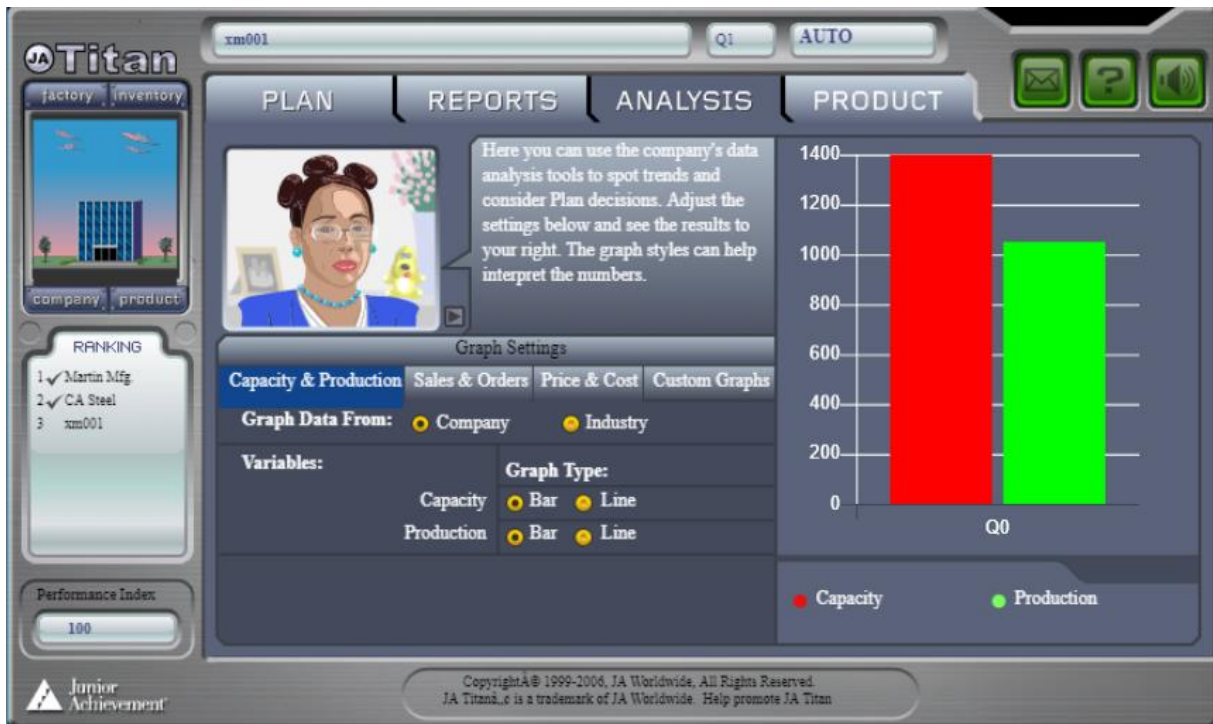 xm001
Q1
AUTO
JA Titan
factory inventory
company product
PLAN
REPORTS
ANALYSIS
PRODUCT
Here you can use the company's data
analysis tools to spot trends and
consider Plan decisions. Adjust the
settings below and see the results to
your right. The graph styles can help
interpret the numbers.
RANKING
1 ✓ Martin Mfg.
2 ✓ CA Steel
3 xm001
Performance Index
100
Graph Settings
Capacity & Production Sales & Orders Price & Cost Custom Graphs
Graph Data From: Company Industry
Variables:
Graph Type:
Capacity Bar Line
Production Bar Line
1400
1200
1000
800
600
400
200
0
Q0
Capacity
Production
Junior
Achievement
CopyrightÂ® 1999-2006, JA Worldwide, All Rights Reserved.
JA Titanâ„¢ is a trademark of JA Worldwide. Help promote JA Titan
?